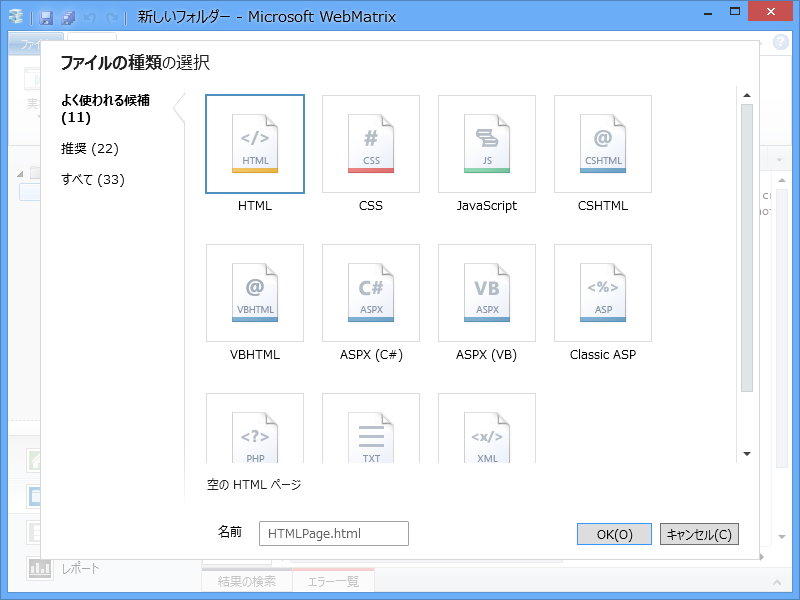 新しいフォルダー - Microsoft WebMatrix
ファイルの種類の選択
よく使われる候補
(11)
推奨 (22)
すべて (33)
</> HTML
# CSS
JS
@ CSHTML
HTML
CSS
JavaScript
CSHTML
@ VBHTML
C# ASPX
VB ASPX
<%> ASP
VBHTML
ASPX (C#)
ASPX (VB)
Classic ASP
<?> PHP
TXT
<x/> XML
空の HTML ページ
名前
HTMLPage.html
OK(O)
キャンセル(C)
レポート
結果の検索
エラー一覧